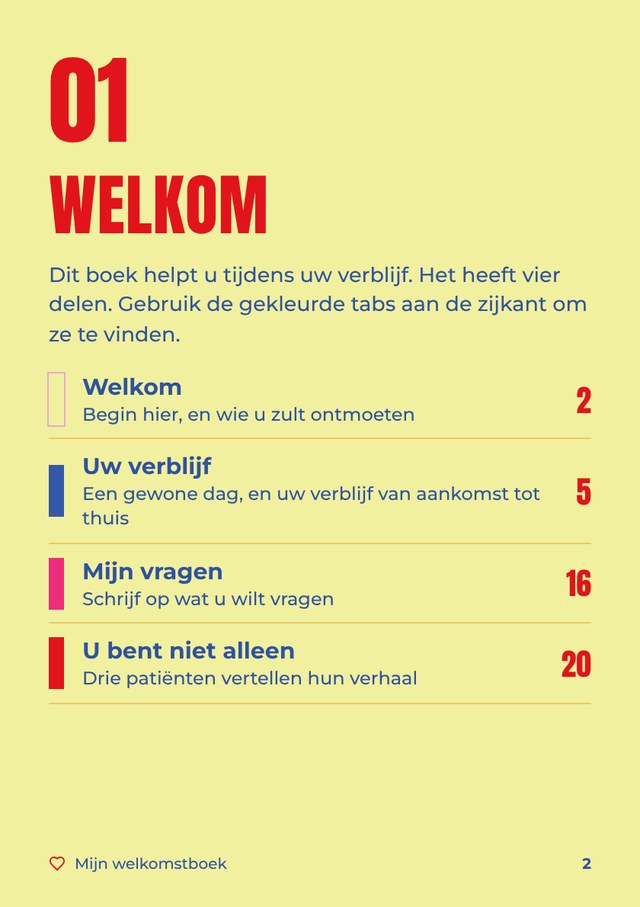 01
WELKOM
Dit boek helpt u tijdens uw verblijf. Het heeft vier
delen. Gebruik de gekleurde tabs aan de zijkant om
ze te vinden.
Welkom
Begin hier, en wie u zult ontmoeten
2
Uw verblijf
Een gewone dag, en uw verblijf van aankomst tot
thuis
5
Mijn vragen
Schrijf op wat u wilt vragen
16
U bent niet alleen
Drie patiënten vertellen hun verhaal
20
Mijn welkomstboek
2